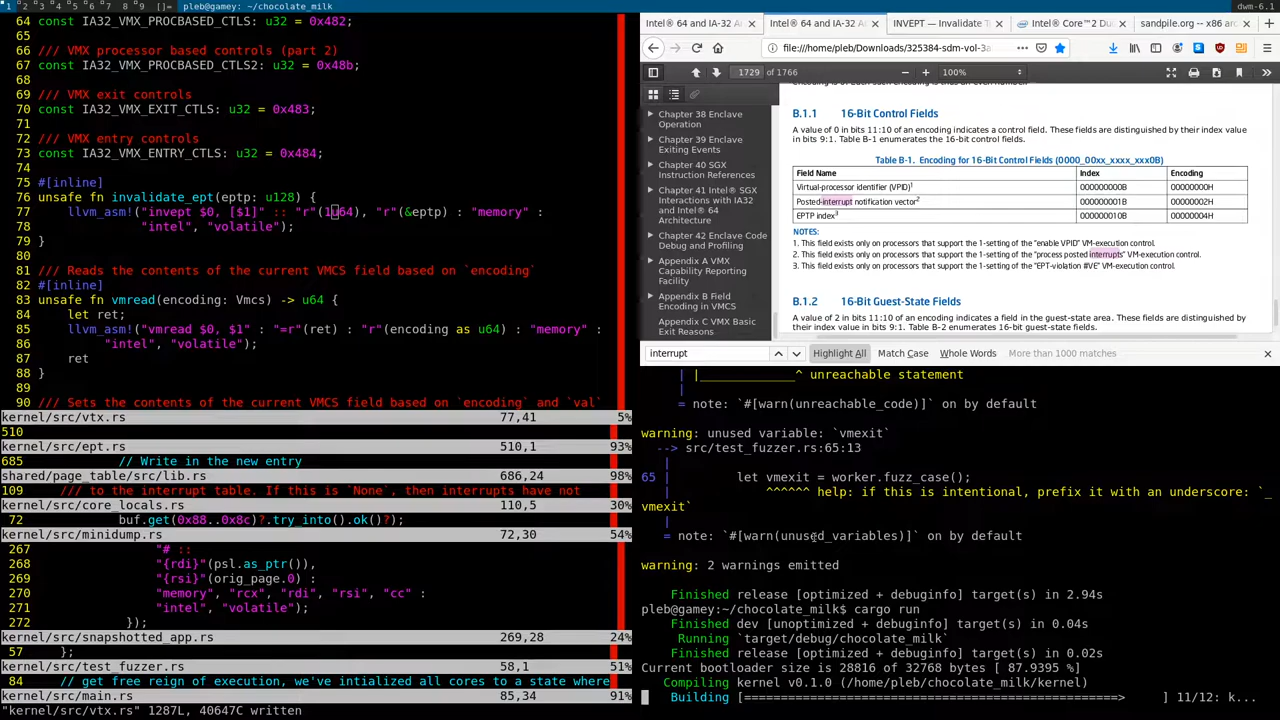 1 2 3 4 5 6 7 8 9 []= pleb@gamey:~/chocolate_milk
dwm-6.1
64 const IA32_VMX_PROCBASED_CTLS: u32 = 0x482;
65
66 /// VMX processor based controls (part 2)
67 const IA32_VMX_PROCBASED_CTLS2: u32 = 0x48b;
68
69 /// VMX exit controls
70 const IA32_VMX_EXIT_CTLS: u32 = 0x483;
71
72 /// VMX entry controls
73 const IA32_VMX_ENTRY_CTLS: u32 = 0x484;
74
75 #[inline]
76 unsafe fn invalidate_ept(eptp: u128) {
77 llvm_asm!("invept $0, [$1]" :: "r"(1u64), "r"(&eptp) : "memory" :
78 "intel", "volatile");
79 }
80
81 /// Reads the contents of the current VMCS field based on `encoding`
82 #[inline]
83 unsafe fn vmread(encoding: Vmcs) -> u64 {
84 let ret;
85 llvm_asm!("vmread $0, $1" : "=r"(ret) : "r"(encoding as u64) : "memory" :
86 "intel", "volatile");
87 ret
88 }
89
90 /// Sets the contents of the current VMCS field based on `encoding` and `val`
kernel/src/vtx.rs 77,41 5%
510
kernel/src/ept.rs 510,1 93%
685 // Write in the new entry
shared/page_table/src/lib.rs 686,24 98%
109 /// to the interrupt table. If this is `None`, then interrupts have not
kernel/src/core_locals.rs 110,5 30%
72 buf.get(0x88..0x8c)?.try_into().ok()?);
kernel/src/minidump.rs 72,30 54%
267 "# ::
268 "{rdi}"(psl.as_ptr()),
269 "{rsi}"(orig_page.0) :
270 "memory", "rcx", "rdi", "rsi", "cc" :
271 "intel", "volatile");
272 });
kernel/src/snapshotted_app.rs 269,28 24%
57 };
kernel/src/test_fuzzer.rs 58,1 51%
84 // get free reign of execution, we've intialized all cores to a state where
kernel/src/main.rs 85,34 91%
"kernel/src/vtx.rs" 1287L, 40647C written
Intel® 64 and IA-32 A
Intel® 64 and IA-32 A
INVEPT — Invalidate T
Intel® Core™2 Du
sandpile.org -- x86 arc
file:///home/pleb/Downloads/325384-sdm-vol-3a
1729 of 1766
100%
Chapter 38 Enclave
Operation
Chapter 39 Enclave
Exiting Events
Chapter 40 SGX
Instruction References
Chapter 41 Intel® SGX
Interactions with IA32
and Intel® 64
Architecture
Chapter 42 Enclave Code
Debug and Profiling
Appendix A VMX
Capability Reporting
Facility
Appendix B Field
Encoding in VMCS
Appendix C VMX Basic
Exit Reasons
B.1.1 16-Bit Control Fields
A value of 0 in bits 11:10 of an encoding indicates a control field. These fields are distinguished by their index value
in bits 9:1. Table B-1 enumerates the 16-bit control fields.
Table B-1. Encoding for 16-Bit Control Fields (0000_00xx_xxxx_xxx0B)
Field Name Index Encoding
Virtual-processor identifier (VPID)1 000000000B 00000000H
Posted-interrupt notification vector2 000000001B 00000002H
EPTP index3 000000010B 00000004H
NOTES:
1. This field exists only on processors that support the 1-setting of the “enable VPID” VM-execution control.
2. This field exists only on processors that support the 1-setting of the “process posted interrupts” VM-execution control.
3. This field exists only on processors that support the 1-setting of the “EPT-violation #VE” VM-execution control.
B.1.2 16-Bit Guest-State Fields
A value of 2 in bits 11:10 of an encoding indicates a field in the guest-state area. These fields are distinguished by
their index value in bits 9:1. Table B-2 enumerates 16-bit guest-state fields.
interrupt
Highlight All Match Case Whole Words More than 1000 matches
| |_____________^ unreachable statement
|
= note: `#[warn(unreachable_code)]` on by default
warning: unused variable: `vmexit`
--> src/test_fuzzer.rs:65:13
|
65 | let vmexit = worker.fuzz_case();
| ^^^^^^ help: if this is intentional, prefix it with an underscore: `_
vmexit`
|
= note: `#[warn(unused_variables)]` on by default
warning: 2 warnings emitted
Finished release [optimized + debuginfo] target(s) in 2.94s
pleb@gamey:~/chocolate_milk$ cargo run
Finished dev [unoptimized + debuginfo] target(s) in 0.04s
Running `target/debug/chocolate_milk`
Finished release [optimized + debuginfo] target(s) in 0.02s
Current bootloader size is 28816 of 32768 bytes [ 87.9395 %]
Compiling kernel v0.1.0 (/home/pleb/chocolate_milk/kernel)
Building [====================================================> ] 11/12: k...